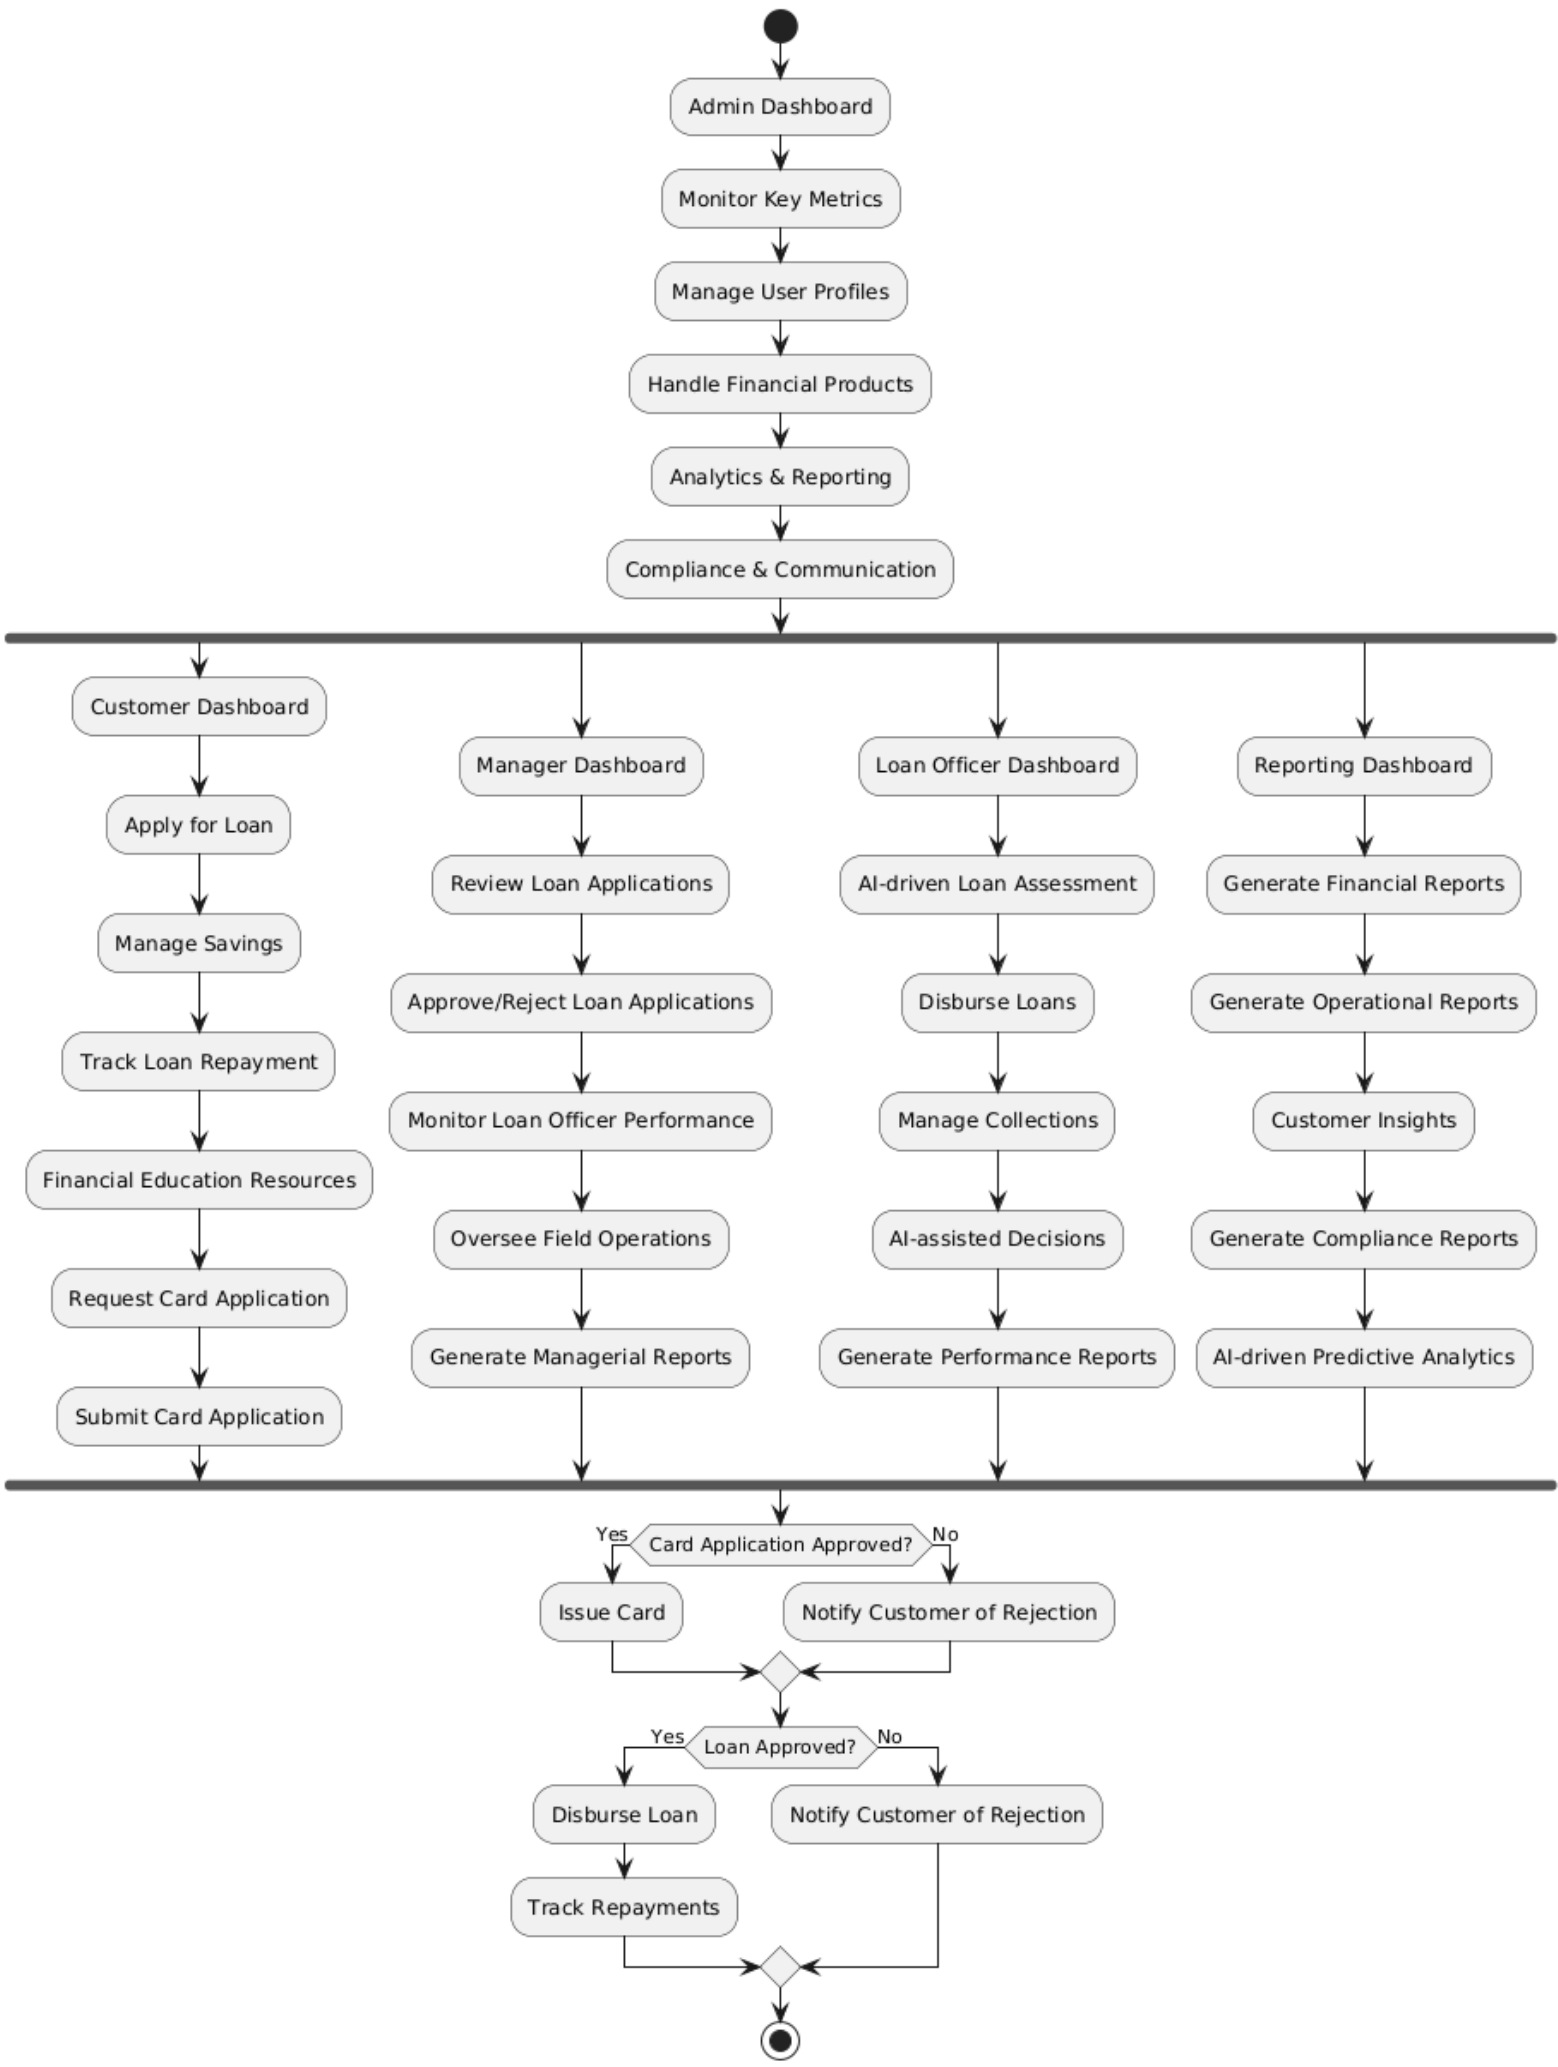 Admin Dashboard
Monitor Key Metrics
Manage User Profiles
Handle Financial Products
Analytics & Reporting
Compliance & Communication
Customer Dashboard
Apply for Loan
Manage Savings
Track Loan Repayment
Financial Education Resources
Request Card Application
Submit Card Application
Manager Dashboard
Review Loan Applications
Approve/Reject Loan Applications
Monitor Loan Officer Performance
Oversee Field Operations
Generate Managerial Reports
Loan Officer Dashboard
AI-driven Loan Assessment
Disburse Loans
Manage Collections
AI-assisted Decisions
Generate Performance Reports
Reporting Dashboard
Generate Financial Reports
Generate Operational Reports
Customer Insights
Generate Compliance Reports
AI-driven Predictive Analytics
Yes
Card Application Approved?
No
Issue Card
Notify Customer of Rejection
Yes
Loan Approved?
No
Disburse Loan
Notify Customer of Rejection
Track Repayments